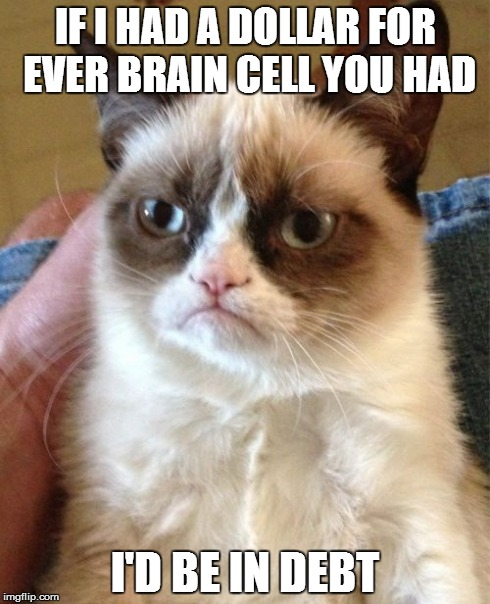 IF I HAD A DOLLAR FOR
EVER BRAIN CELL YOU HAD
I'D BE IN DEBT
imgflip.com